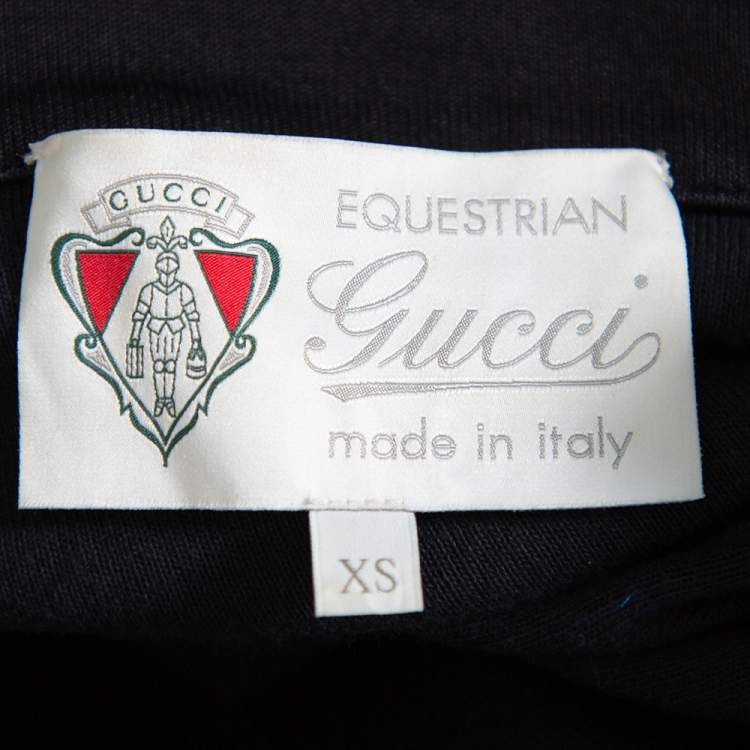 GUCCI
EQUESTRIAN
Gucci
made in italy
XS